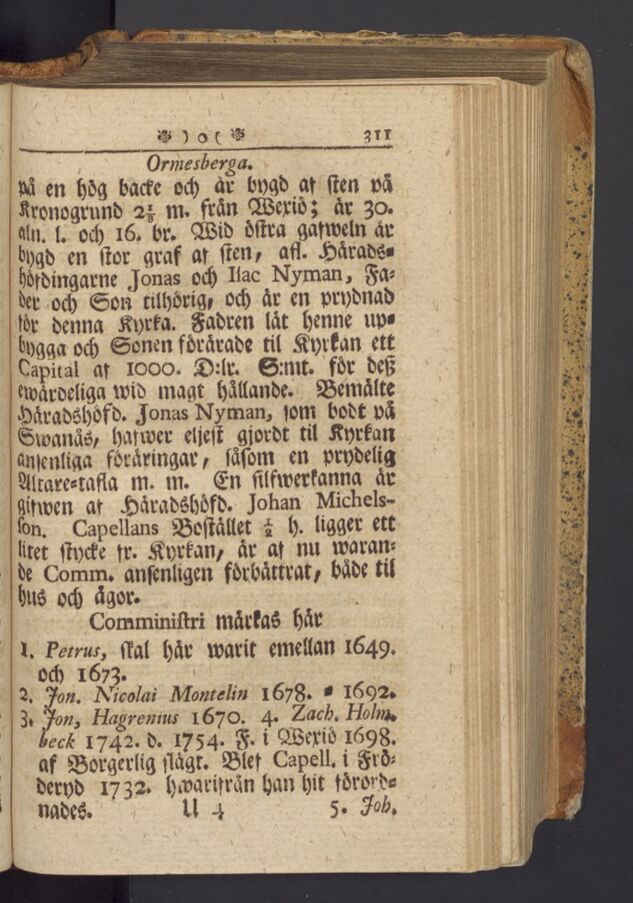 ❋ ) o ( ❋ 311
Ormesberga.
på en hög backe och är bygd af sten på
Kronogrund 2⅛ m. från Wexiö; är 30.
aln. l. och 16. br. Wid östra gafweln är
bygd en stor graf af sten, afl. Härads-
höfdingarne Jonas och Isac Nyman, Fa-
der och Son tilhörig, och är en prydnad
för denna Kyrka. Fadren lät henne up-
bygga och Sonen förärade til Kyrkan ett
Capital af 1000. D:lr. S:mt. för deß
ewärdeliga wid magt hållande. Bemälte
Häradshöfd. Jonas Nyman, som bodt på
Swanås, hafwer eljest gjordt til Kyrkan
ansenliga föräringar, såsom en prydelig
Altare-tafla m. m. En silfwerkanna är
gifwen af Häradshöfd. Johan Michels-
son. Capellans Bostället ½ h. ligger ett
litet stycke fr. Kyrkan, är af nu waran-
de Comm. ansenligen förbättrat, både til
hus och ägor.
Comministri märkas här
1. Petrus, skal här warit emellan 1649.
och 1673.
2. Jon. Nicolai Montelin 1678. - 1692.
3. Jon, Hagrenius 1670. 4. Zach. Holm-
beck 1742. d. 1754. F. i Wexiö 1698.
af Borgerlig slägt. Blef Capell. i Frö-
deryd 1732. hwarifrån han hit förord-
nades. U 4 5. Joh.